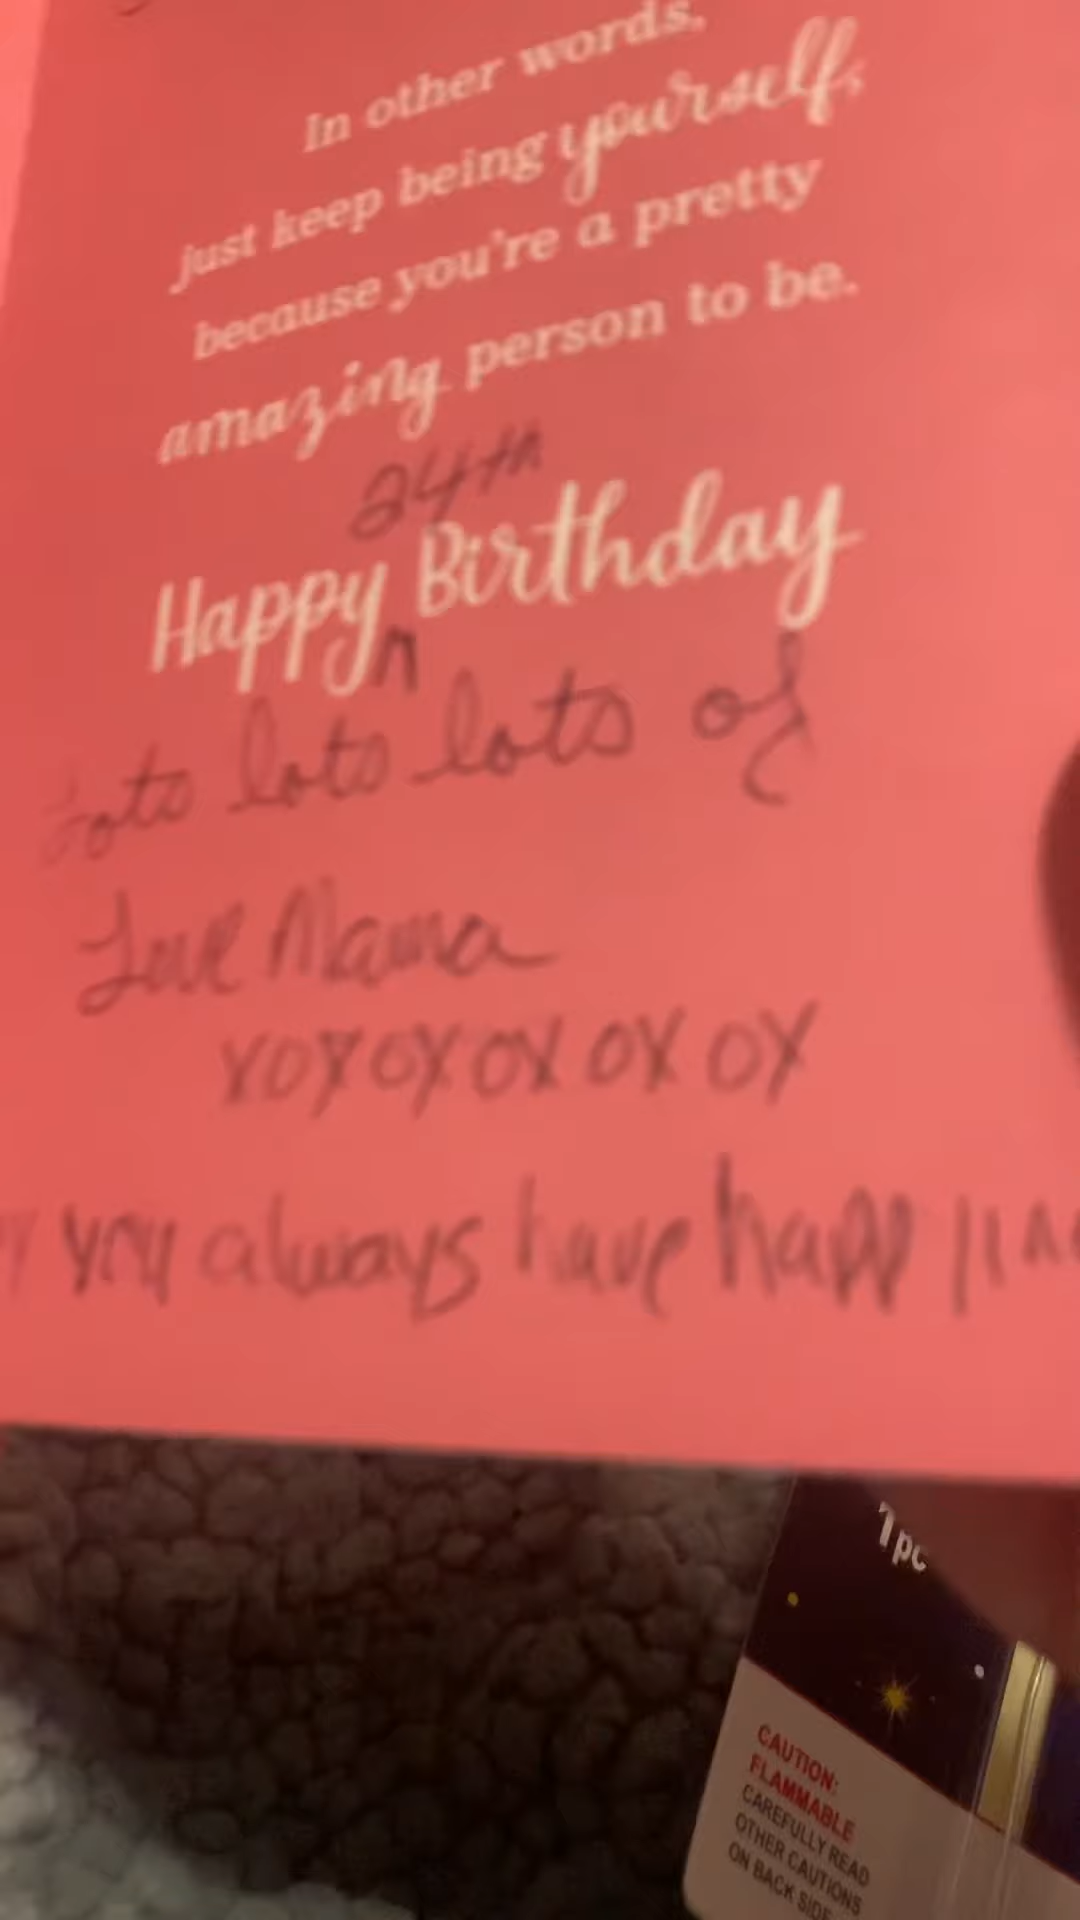 In other words,
just keep being yourself,
because you're a pretty
amazing person to be.
24th
Happy Birthday
lots lots lots of
Love Mama
XOXOXOXOXOX
you always have
1pc
CAUTION:
FLAMMABLE
CAREFULLY READ
OTHER CAUTIONS
ON BACK SIDE